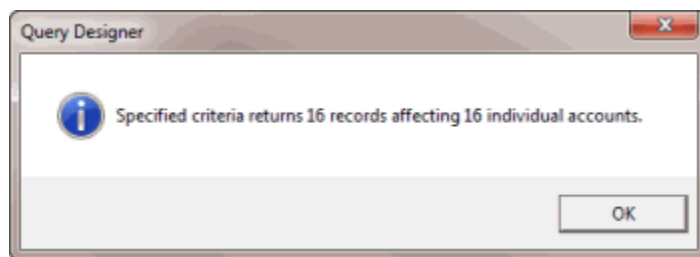 Query Designer
Specified criteria returns 16 records affecting 16 individual accounts.
OK